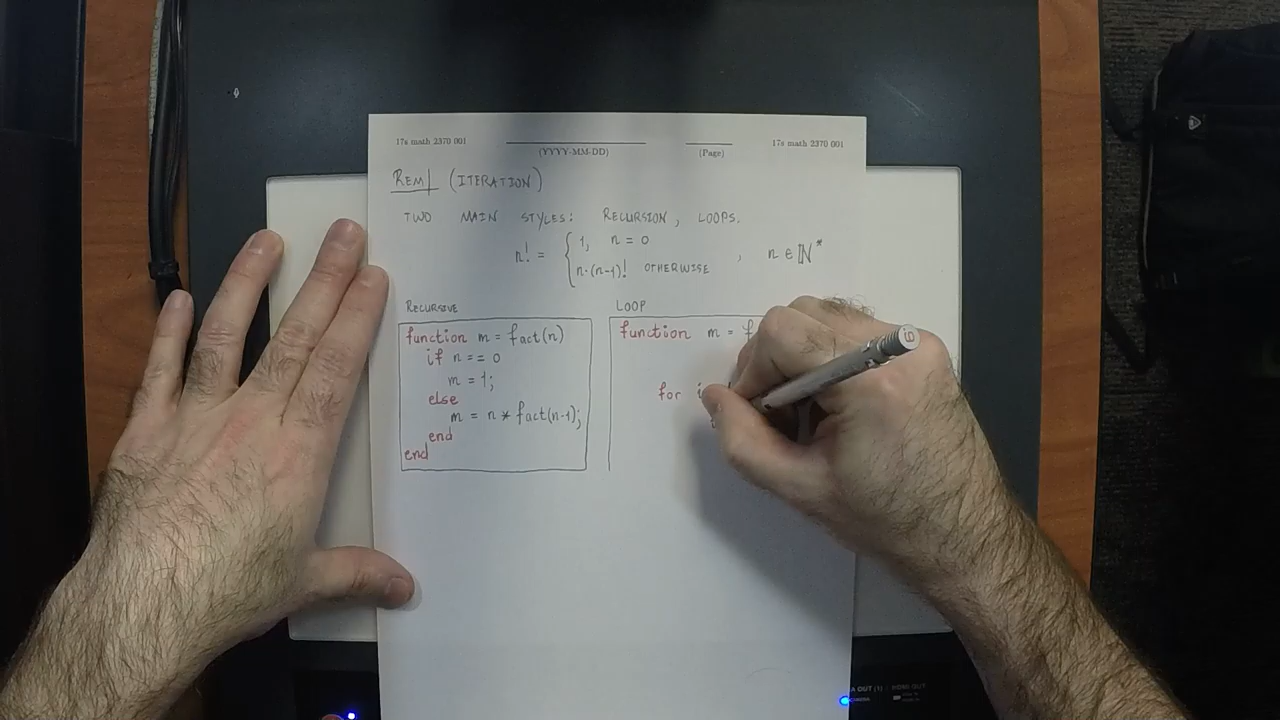 17s math 2370 001 (YYYY-MM-DD) (Page) 17s math 2370 001
REM (ITERATION)
TWO MAIN STYLES: RECURSION, LOOPS.
n! = { 1, n = 0
n·(n-1)! OTHERWISE , n ∈ ℕ*
RECURSIVE
function m = fact(n)
if n == 0
m = 1;
else
m = n * fact(n-1);
end
end
LOOP
function m = f
for i